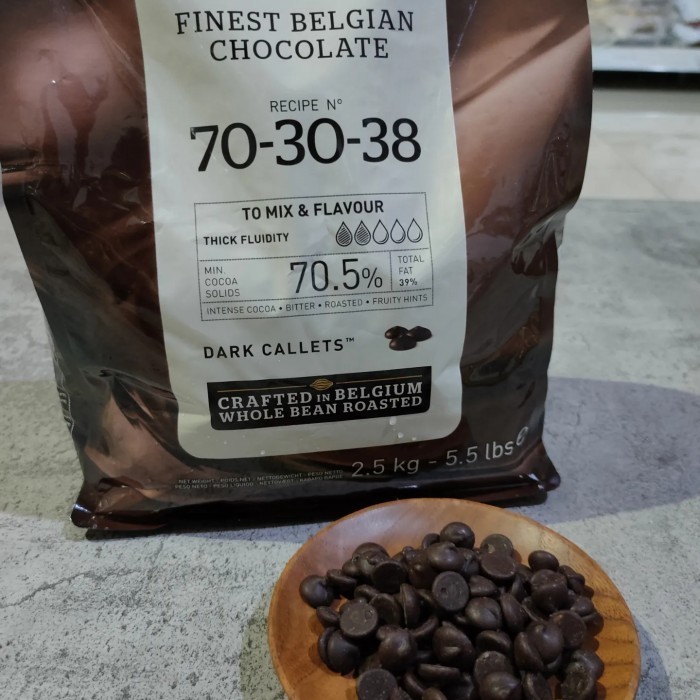 FINEST BELGIAN
CHOCOLATE
RECIPE N°
70-30-38
TO MIX & FLAVOUR
THICK FLUIDITY
MIN.
COCOA
SOLIDS
70.5%
TOTAL
FAT
39%
INTENSE COCOA • BITTER • ROASTED • FRUITY HINTS
DARK CALLETS™
CRAFTED IN BELGIUM
WHOLE BEAN ROASTED
2.5 kg - 5.5 lbs ℮